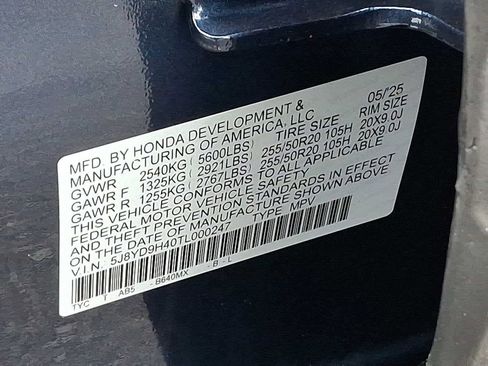 MFD. BY HONDA DEVELOPMENT & 05/'25
MANUFACTURING OF AMERICA, LLC
GVWR 2540KG(5600LBS) TIRE SIZE RIM SIZE
GAWR F 1325KG(2921LBS) 255/50R20 105H 20X9.0J
GAWR R 1255KG(2767LBS) 255/50R20 105H 20X9.0J
THIS VEHICLE CONFORMS TO ALL APPLICABLE
FEDERAL MOTOR VEHICLE SAFETY
AND THEFT PREVENTION STANDARDS IN EFFECT
ON THE DATE OF MANUFACTURE SHOWN ABOVE.
V.I.N. 5J8YD9H40TL000247 TYPE MPV
TYC T AB5 -B640MX -B -L